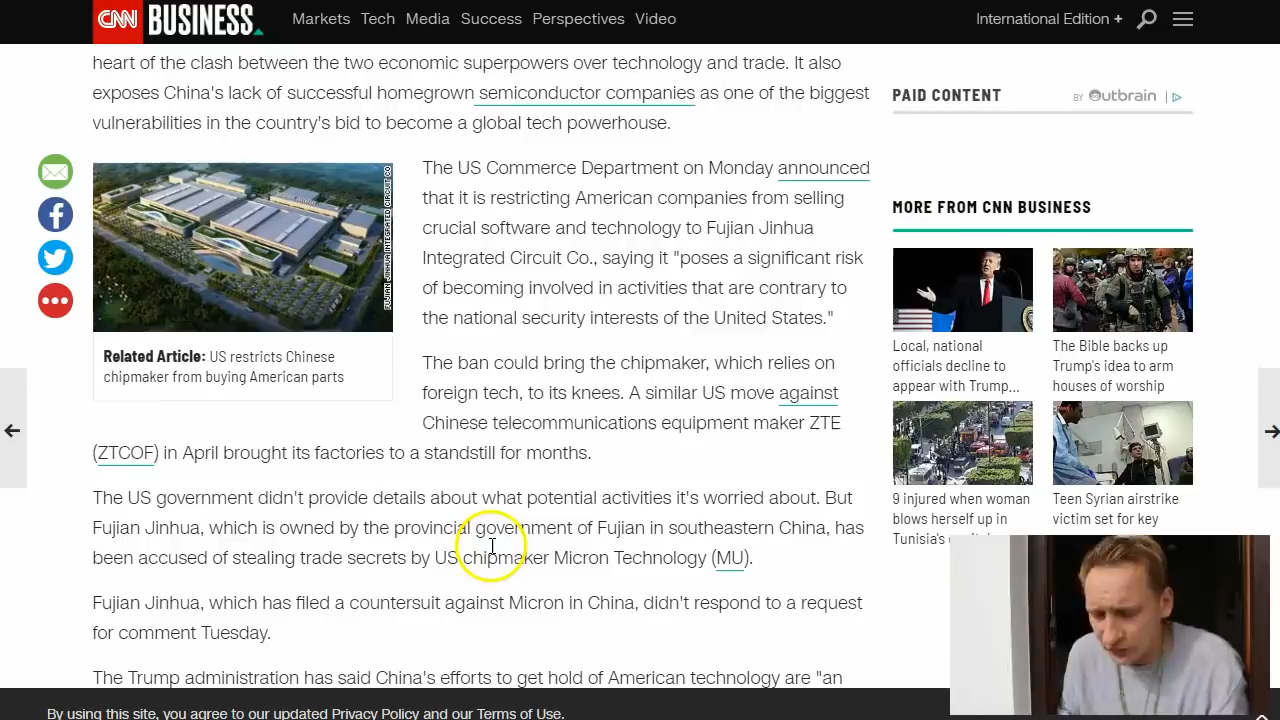 CNN BUSINESS Markets Tech Media Success Perspectives Video International Edition +
heart of the clash between the two economic superpowers over technology and trade. It also
exposes China's lack of successful homegrown semiconductor companies as one of the biggest
vulnerabilities in the country's bid to become a global tech powerhouse.
FUJIAN JINHUA INTEGRATED CIRCUIT CO
Related Article: US restricts Chinese
chipmaker from buying American parts
The US Commerce Department on Monday announced
that it is restricting American companies from selling
crucial software and technology to Fujian Jinhua
Integrated Circuit Co., saying it "poses a significant risk
of becoming involved in activities that are contrary to
the national security interests of the United States."
The ban could bring the chipmaker, which relies on
foreign tech, to its knees. A similar US move against
Chinese telecommunications equipment maker ZTE
(ZTCOF) in April brought its factories to a standstill for months.
The US government didn't provide details about what potential activities it's worried about. But
Fujian Jinhua, which is owned by the provincial government of Fujian in southeastern China, has
been accused of stealing trade secrets by US chipmaker Micron Technology (MU).
Fujian Jinhua, which has filed a countersuit against Micron in China, didn't respond to a request
for comment Tuesday.
The Trump administration has said China's efforts to get hold of American technology are "an
PAID CONTENT BY Outbrain
MORE FROM CNN BUSINESS
Local, national
officials decline to
appear with Trump...
The Bible backs up
Trump's idea to arm
houses of worship
9 injured when woman
blows herself up in
Tunisia's
Teen Syrian airstrike
victim set for key
By using this site, you agree to our updated Privacy Policy and our Terms of Use.